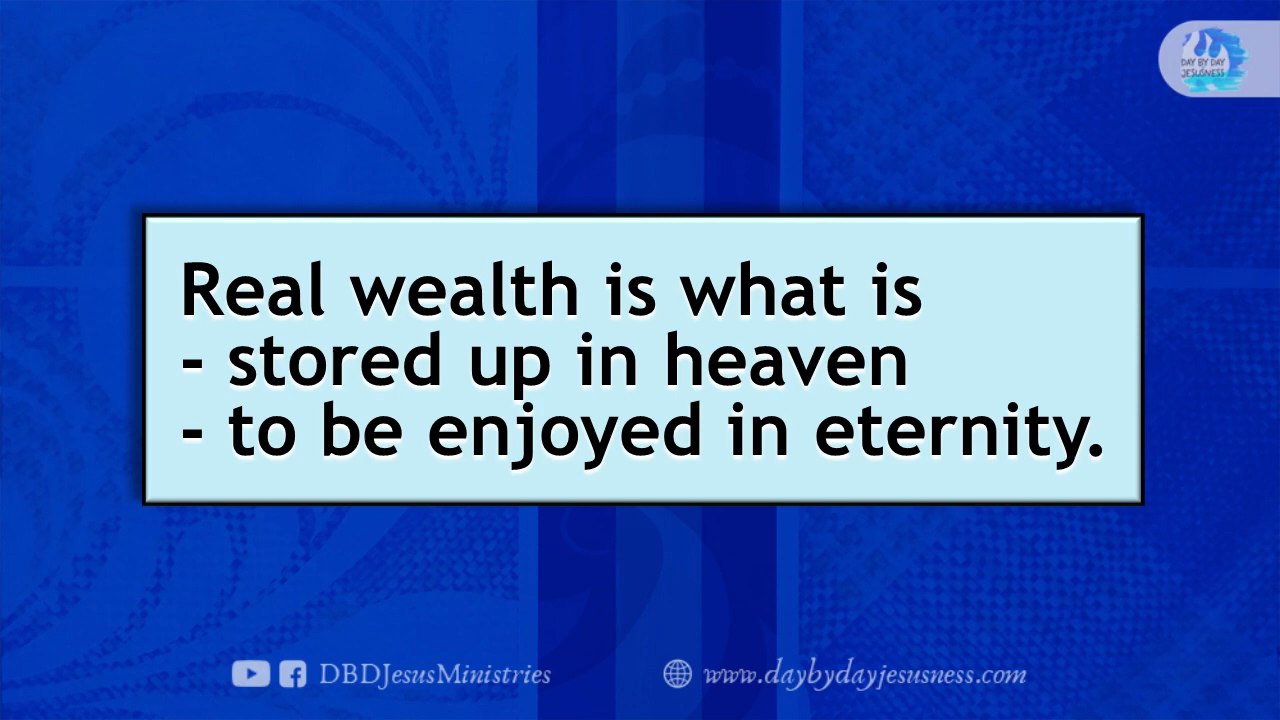 DAY BY DAY
JESUSNESS
Real wealth is what is
- stored up in heaven
- to be enjoyed in eternity.
DBDJesusMinistries
www.daybydayjesusness.com